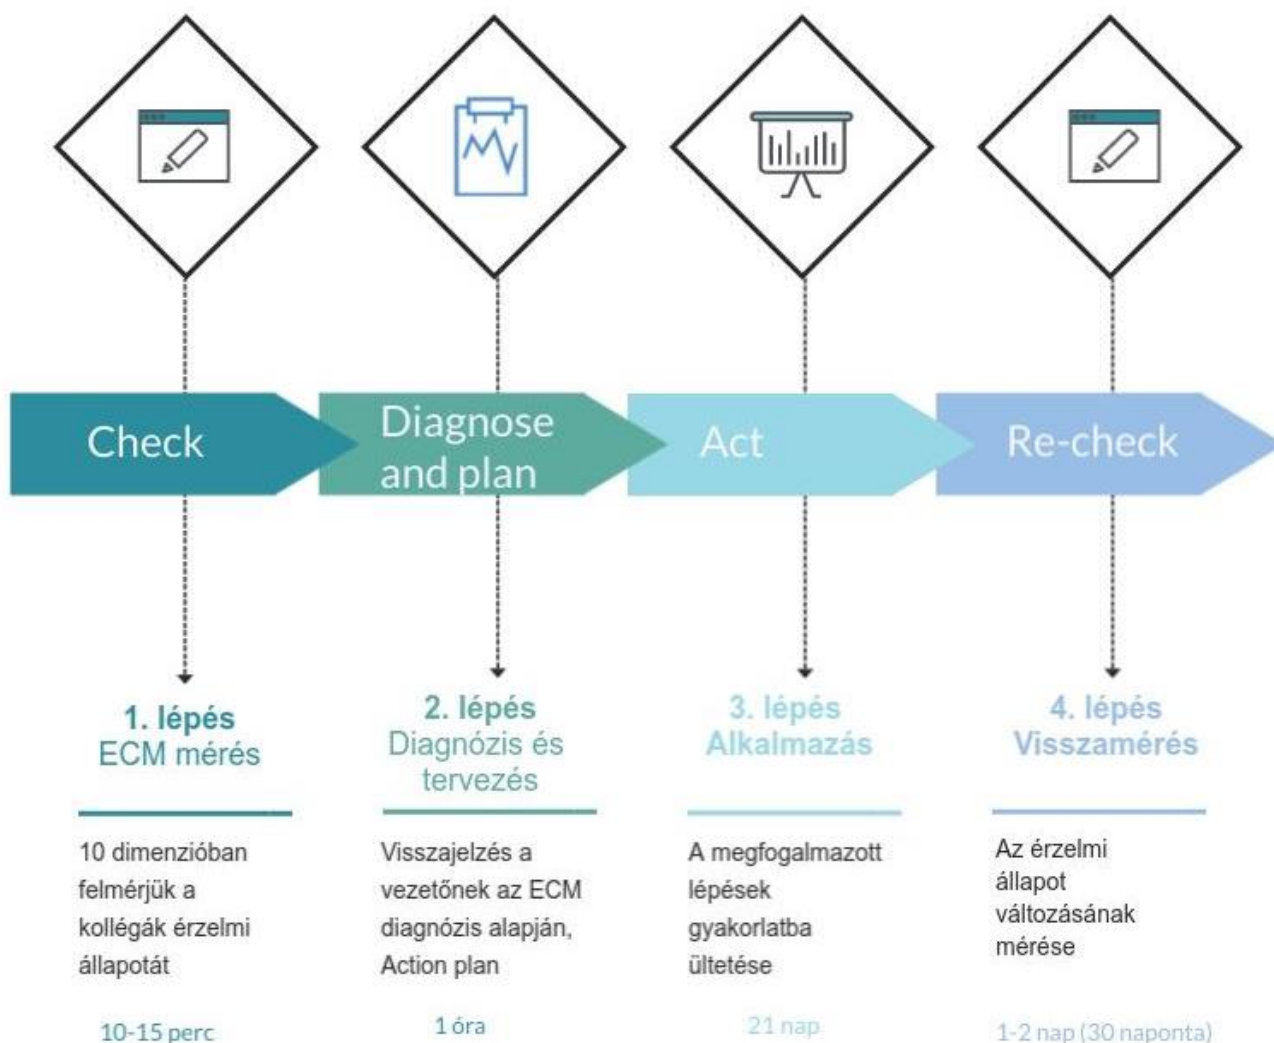 Check
Diagnose
and plan
Act
Re-check
1. lépés
ECM mérés
10 dimenzióban
felmérjük a
kollégák érzelmi
állapotát
10-15 perc
2. lépés
Diagnózis és
tervezés
Visszajelzés a
vezetőnek az ECM
diagnózis alapján,
Action plan
1 óra
3. lépés
Alkalmazás
A megfogalmazott
lépések
gyakorlatba
ültetése
21 nap
4. lépés
Visszamérés
Az érzelmi
állapot
változásának
mérése
1-2 nap (30 naponta)